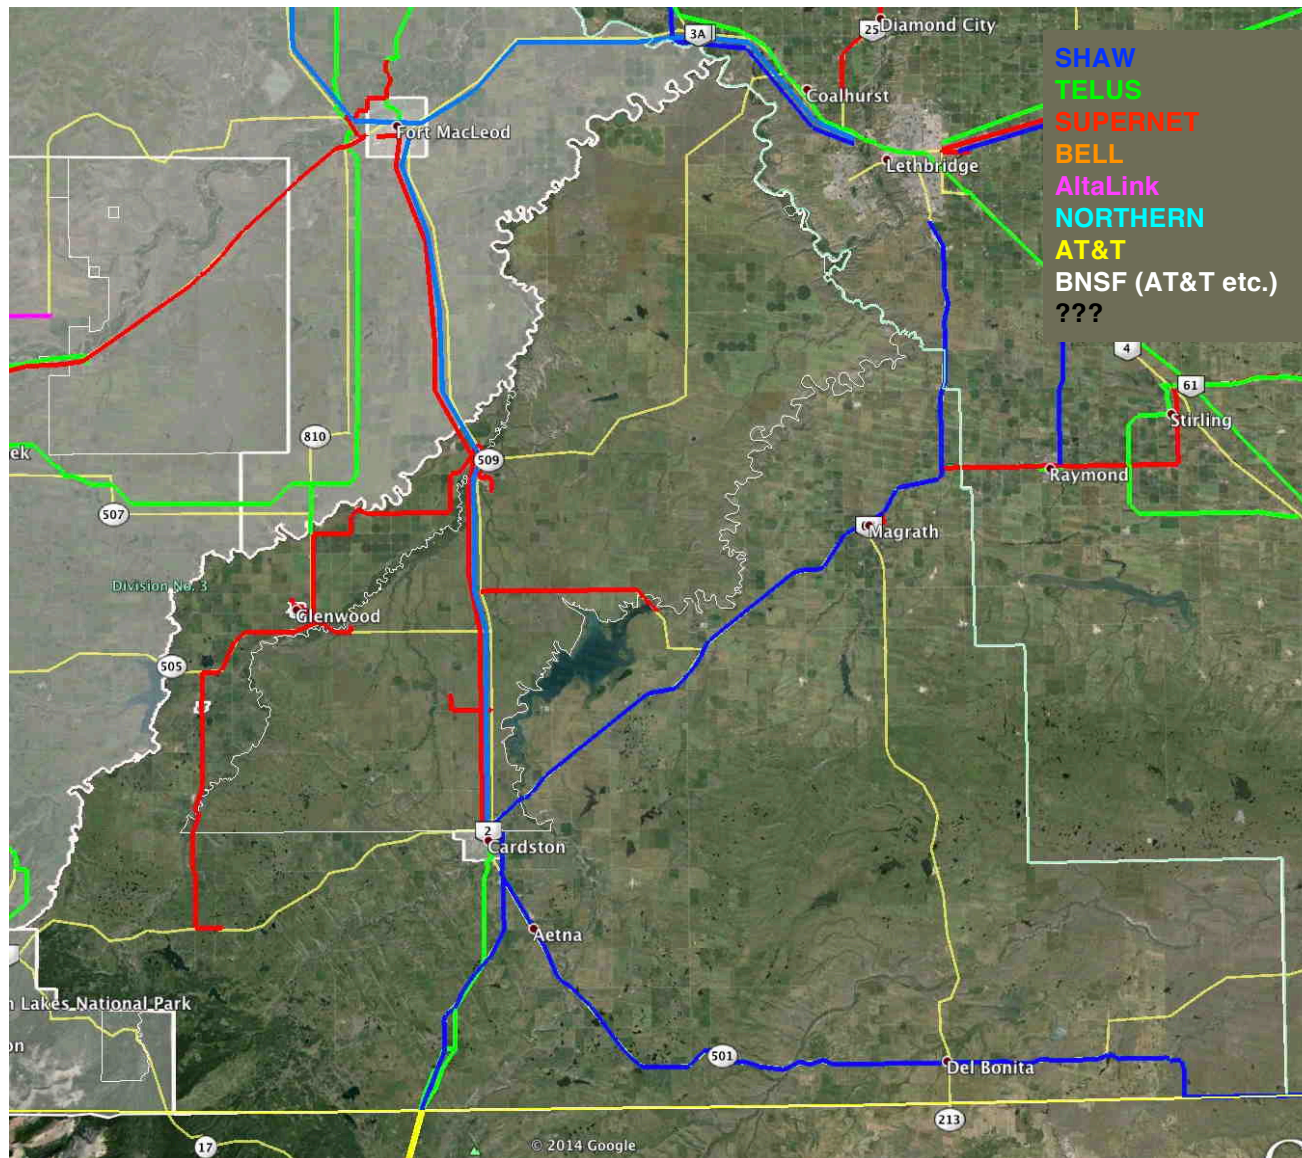 3A
25
Diamond City
SHAW
TELUS
SUPERNET
BELL
AltaLink
NORTHERN
AT&T
BNSF (AT&T etc.)
???
Coalhurst
Fort MacLeod
Lethbridge
4
61
Stirling
810
ek
509
Raymond
507
Magrath
Division No. 3
Glenwood
505
2
Cardston
Aetna
n Lakes National Park
on
501
Del Bonita
213
17
© 2014 Google